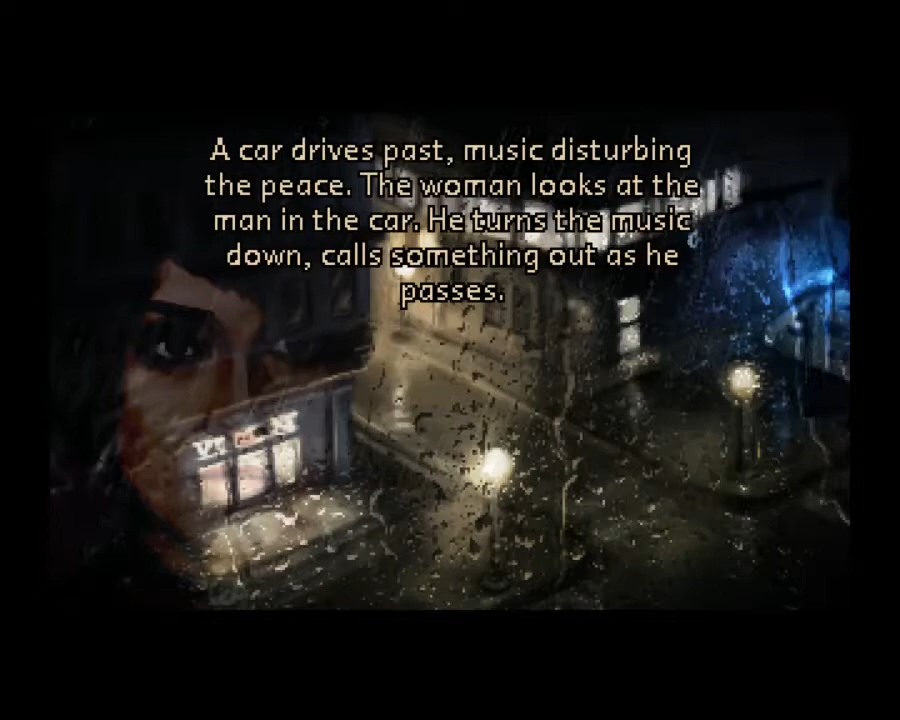 A car drives past, music disturbing
the peace. The woman looks at the
man in the car. He turns the music
down, calls something out as he
passes.